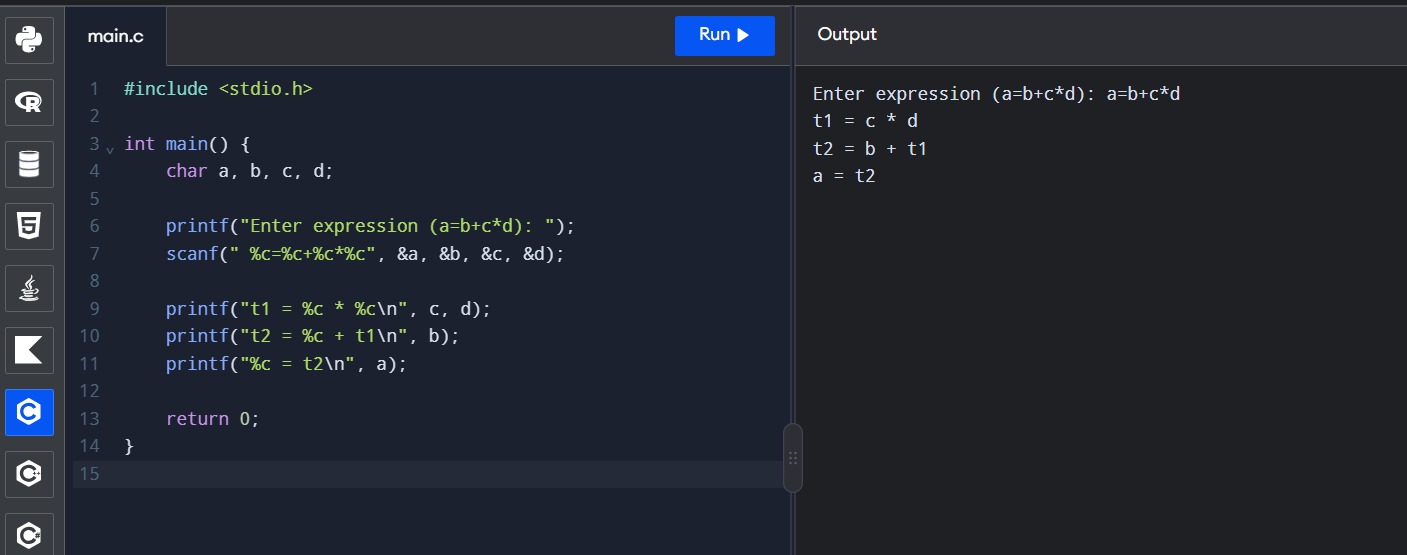 main.c
Run
Output
1 #include <stdio.h>
2
3 int main() {
4     char a, b, c, d;
5
6     printf("Enter expression (a=b+c*d): ");
7     scanf(" %c=%c+%c*%c", &a, &b, &c, &d);
8
9     printf("t1 = %c * %c\n", c, d);
10     printf("t2 = %c + t1\n", b);
11     printf("%c = t2\n", a);
12
13     return 0;
14 }
15
Enter expression (a=b+c*d): a=b+c*d
t1 = c * d
t2 = b + t1
a = t2